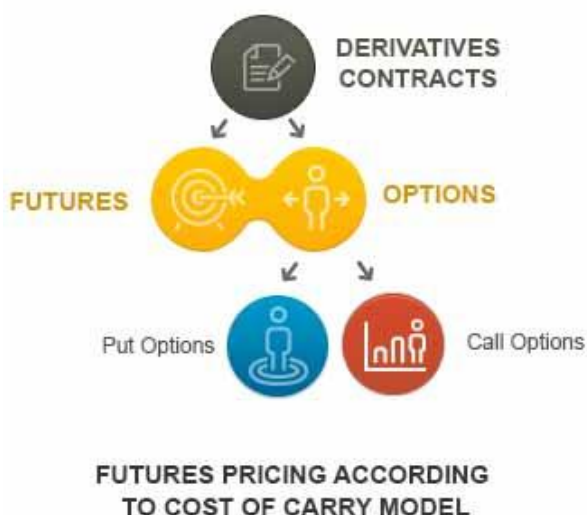 DERIVATIVES
CONTRACTS
FUTURES
OPTIONS
Put Options
Call Options
FUTURES PRICING ACCORDING
TO COST OF CARRY MODEL